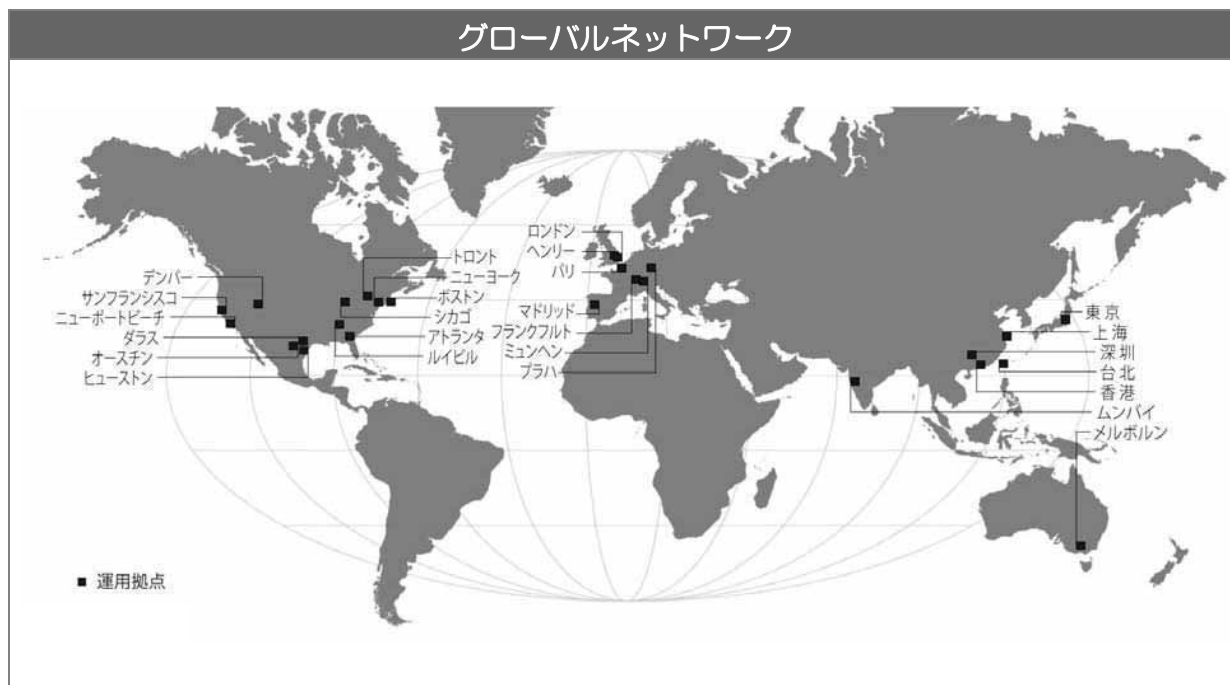 グローバルネットワーク
デンバー
サンフランシスコ
ニューポートビーチ
ダラス
オースチン
ヒューストン
トロント
ニューヨーク
ボストン
シカゴ
アトランタ
ルイビル
ロンドン
ヘンリー
パリ
マドリッド
フランクフルト
ミュンヘン
プラハ
東京
上海
深圳
台北
香港
ムンバイ
メルボルン
■ 運用拠点